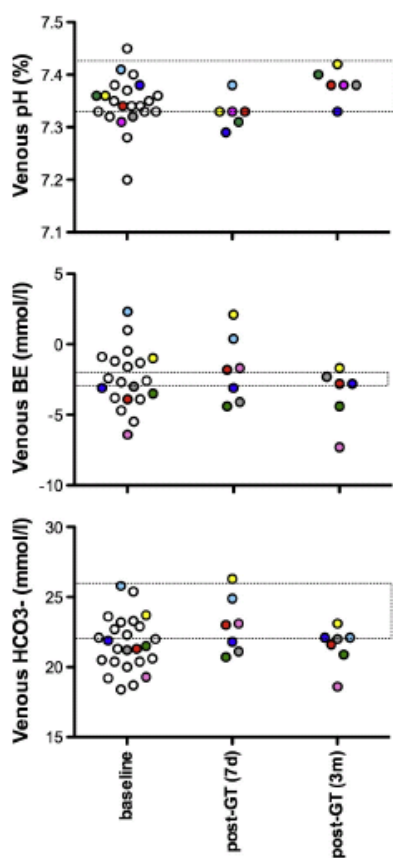 Venous pH (%)
7.5
7.4
7.3
7.2
7.1
Venous BE (mmol/l)
5
0
-5
-10
Venous HCO3- (mmol/l)
30
25
20
15
baseline
post-GT (7d)
post-GT (3m)